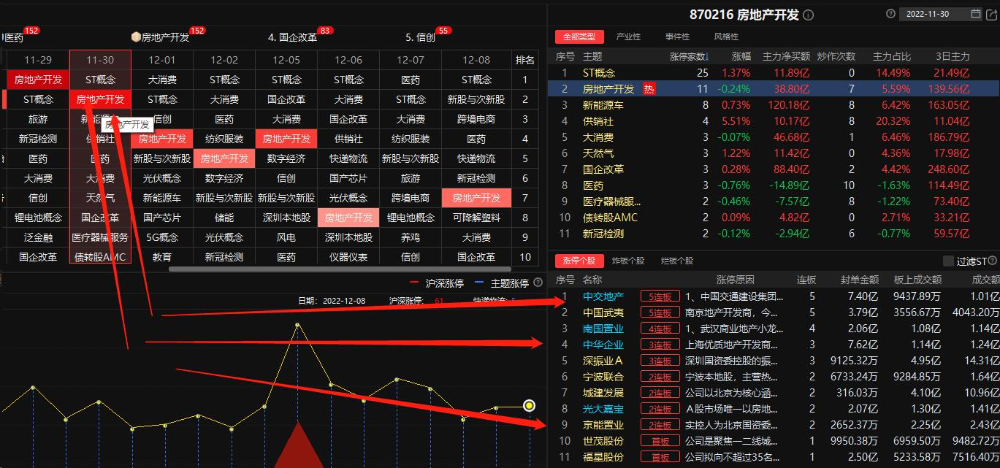 医药 152
房地产开发 152
4. 国企改革 83
5. 信创 55
11-29 11-30 12-01 12-02 12-05 12-06 12-07 12-08 排名
房地产开发 ST概念 大消费 ST概念 ST概念 ST概念 医药 ST概念 1
ST概念 房地产开发 ST概念 大消费 国企改革 大消费 ST概念 新股与次新股 2
旅游 信创 医药 大消费 国企改革 大消费 跨境电商 3
房地产开发
新冠检测 供销社 房地产开发 纺织服装 房地产开发 供销社 纺织服装 医药 4
医药 医药 新股与次新股 房地产开发 数字经济 快递物流 新股与次新股 快递物流 5
大消费 大消费 光伏概念 数字经济 信创 国产芯片 旅游 新冠检测 6
信创 天然气 新能源车 新股与次新股 新股与次新股 光伏概念 跨境电商 房地产开发 7
锂电池概念 国企改革 国产芯片 储能 深圳本地股 房地产开发 锂电池概念 可降解塑料 8
泛金融 医疗器械服务 5G概念 光伏概念 风电 深圳本地股 养鸡 大消费 9
国企改革 债转股AMC 教育 新冠检测 医药 仪器仪表 信创 国企改革 10
沪深涨停 主题涨停
日期: 2022-12-08 沪深涨停: 61 快递物流: 5
870216 房地产开发
2022-11-30
全部类型 产业性 事件性 风格性
序号 主题 涨停家数↓ 涨幅 主力净买额 炒作次数 主力占比 3日主力
1 ST概念 25 1.37% 11.89亿 0 14.49% 21.49亿
2 房地产开发 热 11 -0.24% 38.80亿 7 5.59% 139.56亿
3 新能源车 8 0.73% 120.18亿 8 6.42% 163.05亿
4 供销社 4 5.51% 10.17亿 8 20.32% 11.04亿
5 大消费 3 -0.07% 46.68亿 1 6.46% 186.79亿
6 天然气 3 1.22% 11.42亿 0 4.36% 17.98亿
7 国企改革 3 0.28% 88.40亿 2 4.42% 248.60亿
8 医药 3 -0.76% -14.89亿 10 -1.63% 114.49亿
9 医疗器械服... 2 -0.46% -7.57亿 8 -1.22% 73.40亿
10 债转股AMC 2 0.09% 4.82亿 0 2.71% 33.21亿
11 新冠检测 2 -0.12% -2.94亿 6 -0.77% 59.57亿
涨停个股 炸板个股 烂板个股 过滤ST
序号 名称 涨停原因 连板 封单金额 板上成交额 成交额
1 中交地产 5连板 1、中国交通建设集团... 5 7.40亿 9437.89万 1.01亿
2 中国武夷 5连板 南京地产开发商，今... 5 3.79亿 3556.67万 4043.20万
3 南国置业 4连板 1、武汉商业地产小龙... 4 2.06亿 1.08亿 1.14亿
4 中华企业 3连板 上海优质地产开发商... 3 7.62亿 1.14亿 1.24亿
5 深振业A 3连板 深圳国资委控股的振... 3 9125.32万 4.95亿 14.31亿
6 宁波联合 2连板 宁波本地股，主营热... 2 6733.24万 9284.85万 1.64亿
7 城建发展 2连板 公司以北京为核心涵... 2 316.03万 4.10亿 10.96亿
8 光大嘉宝 2连板 A股市场唯一以房地... 2 2.07亿 1.30亿 1.41亿
9 京能置业 2连板 实控人为北京国资委... 2 2652.37万 2.25亿 2.43亿
10 世茂股份 首板 公司是聚焦一二线城... 1 9950.38万 6959.50万 9482.72万
11 福星股份 首板 公司拟向不超过35名... 1 2.50亿 5233.58万 7516.40万